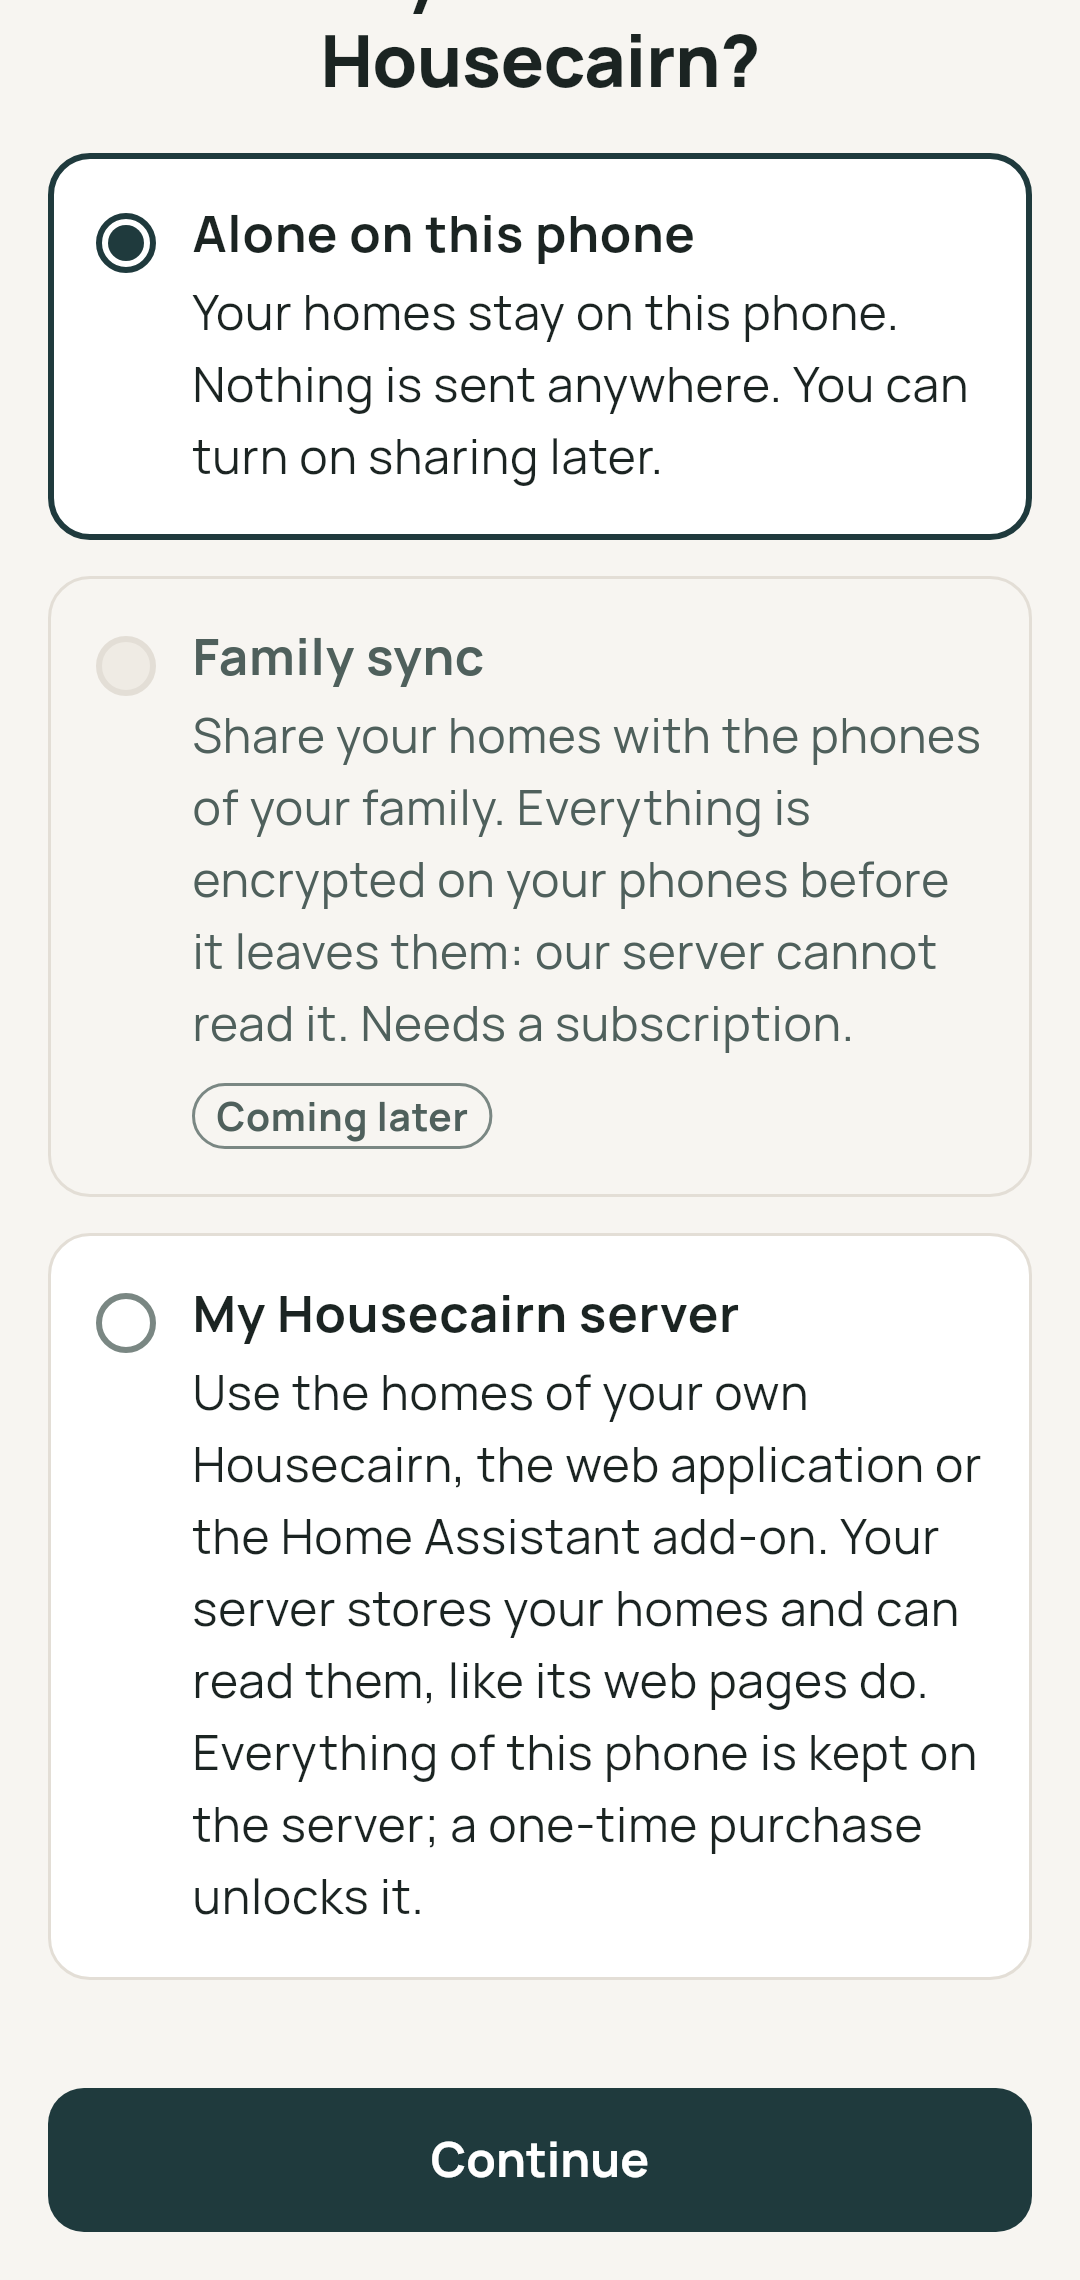 Housecairn?
Alone on this phone
Your homes stay on this phone.
Nothing is sent anywhere. You can
turn on sharing later.
Family sync
Share your homes with the phones
of your family. Everything is
encrypted on your phones before
it leaves them: our server cannot
read it. Needs a subscription.
Coming later
My Housecairn server
Use the homes of your own
Housecairn, the web application or
the Home Assistant add-on. Your
server stores your homes and can
read them, like its web pages do.
Everything of this phone is kept on
the server; a one-time purchase
unlocks it.
Continue